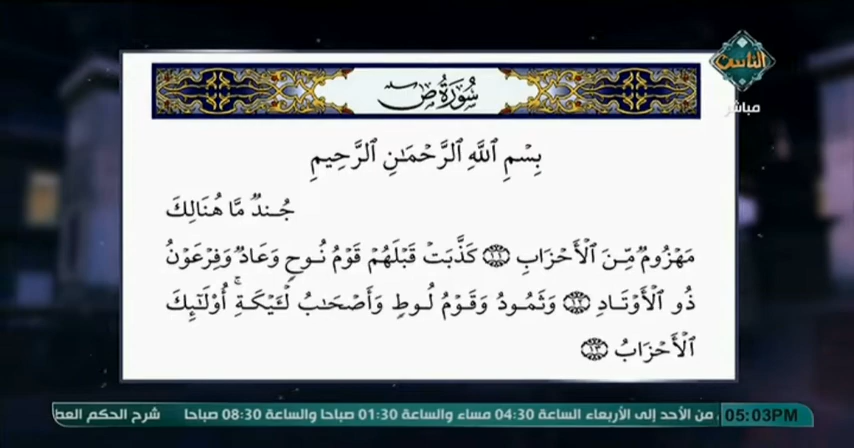 الناس
مباشر
سُورَةُ ص
بِسْمِ ٱللَّهِ ٱلرَّحْمَـٰنِ ٱلرَّحِيمِ
جُندٌ مَّا هُنَالِكَ
مَهْزُومٌ مِّنَ ٱلْأَحْزَابِ ١١ كَذَّبَتْ قَبْلَهُمْ قَوْمُ نُوحٍ وَعَادٌ وَفِرْعَوْنُ
ذُو ٱلْأَوْتَادِ ١٢ وَثَمُودُ وَقَوْمُ لُوطٍ وَأَصْحَـٰبُ لْـَٔيْكَةِ ۚ أُوْلَـٰٓئِكَ
ٱلْأَحْزَابُ ١٣
من الأحد إلى الأربعاء الساعة 04:30 مساء والساعة 01:30 صباحا والساعة 08:30 صباحا شرح الحكم العط
05:03PM